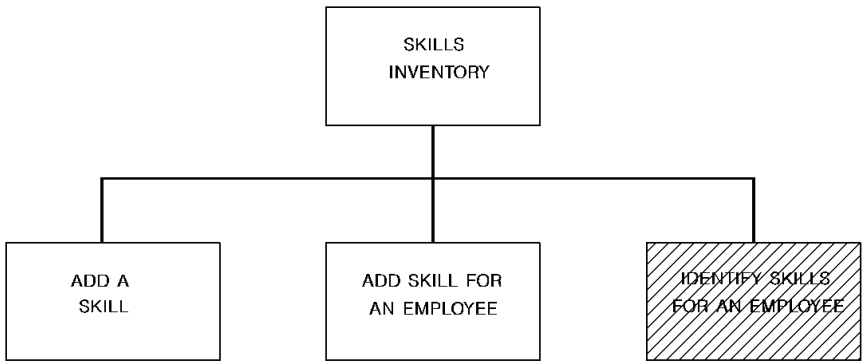 SKILLS
INVENTORY
ADD A
SKILL
ADD SKILL FOR
AN EMPLOYEE
IDENTIFY SKILLS
FOR AN EMPLOYEE